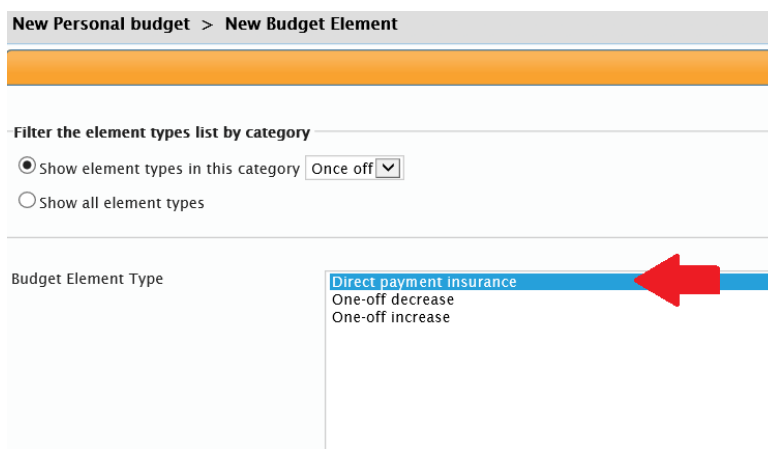 New Personal budget > New Budget Element
Filter the element types list by category
Show element types in this category Once off
Show all element types
Budget Element Type
Direct payment insurance
One-off decrease
One-off increase